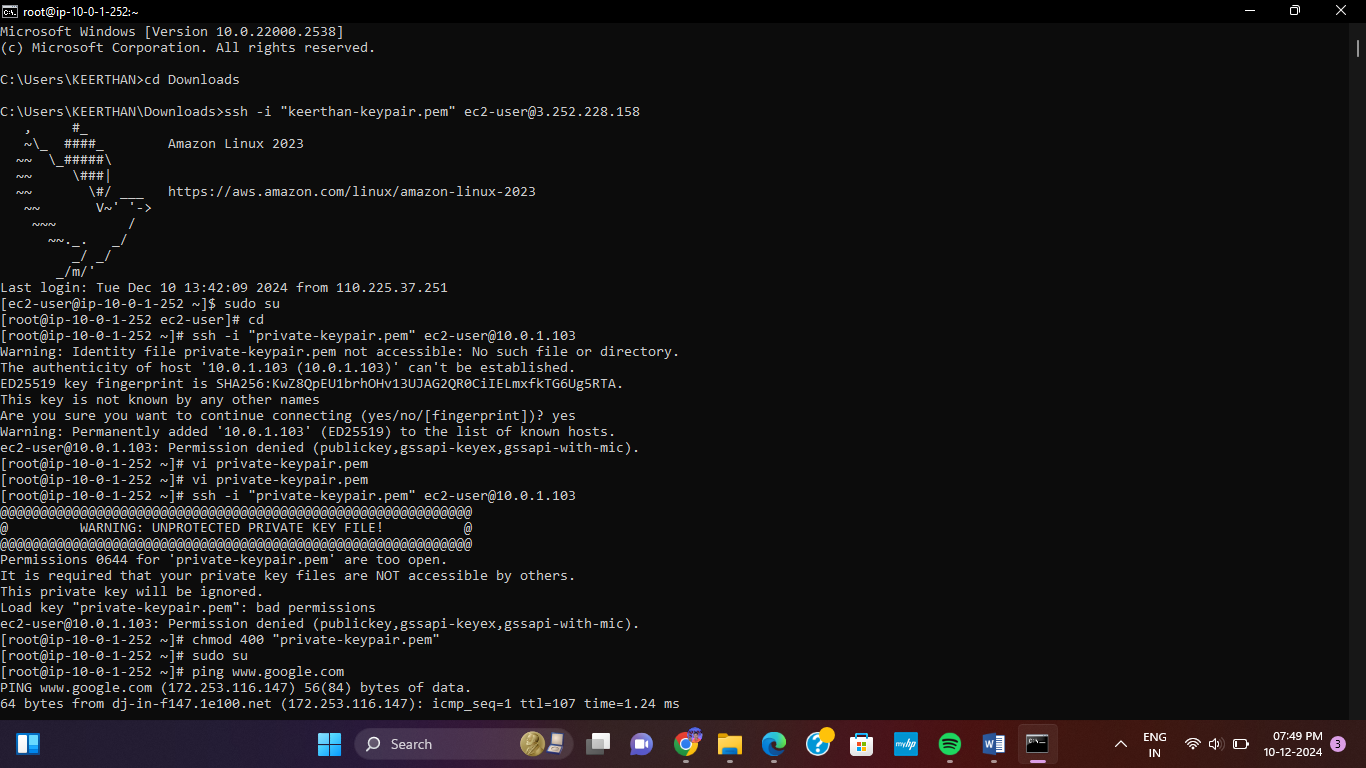 root@ip-10-0-1-252:~
Microsoft Windows [Version 10.0.22000.2538]
(c) Microsoft Corporation. All rights reserved.
C:\Users\KEERTHAN>cd Downloads
C:\Users\KEERTHAN\Downloads>ssh -i "keerthan-keypair.pem" ec2-user@3.252.228.158
   ,     #_
   ~\_  ####_        Amazon Linux 2023
  ~~  \_#####\
  ~~     \###|
  ~~       \#/ ___   https://aws.amazon.com/linux/amazon-linux-2023
   ~~       V~' '->
    ~~~         /
      ~~._.   _/
         _/ _/
       _/m/'
Last login: Tue Dec 10 13:42:09 2024 from 110.225.37.251
[ec2-user@ip-10-0-1-252 ~]$ sudo su
[root@ip-10-0-1-252 ec2-user]# cd
[root@ip-10-0-1-252 ~]# ssh -i "private-keypair.pem" ec2-user@10.0.1.103
Warning: Identity file private-keypair.pem not accessible: No such file or directory.
The authenticity of host '10.0.1.103 (10.0.1.103)' can't be established.
ED25519 key fingerprint is SHA256:KwZ8QpEU1brhOHv13UJAG2QR0CiIELmxfkTG6Ug5RTA.
This key is not known by any other names
Are you sure you want to continue connecting (yes/no/[fingerprint])? yes
Warning: Permanently added '10.0.1.103' (ED25519) to the list of known hosts.
ec2-user@10.0.1.103: Permission denied (publickey,gssapi-keyex,gssapi-with-mic).
[root@ip-10-0-1-252 ~]# vi private-keypair.pem
[root@ip-10-0-1-252 ~]# vi private-keypair.pem
[root@ip-10-0-1-252 ~]# ssh -i "private-keypair.pem" ec2-user@10.0.1.103
@@@@@@@@@@@@@@@@@@@@@@@@@@@@@@@@@@@@@@@@@@@@@@@@@@@@@@@@@@@
@         WARNING: UNPROTECTED PRIVATE KEY FILE!          @
@@@@@@@@@@@@@@@@@@@@@@@@@@@@@@@@@@@@@@@@@@@@@@@@@@@@@@@@@@@
Permissions 0644 for 'private-keypair.pem' are too open.
It is required that your private key files are NOT accessible by others.
This private key will be ignored.
Load key "private-keypair.pem": bad permissions
ec2-user@10.0.1.103: Permission denied (publickey,gssapi-keyex,gssapi-with-mic).
[root@ip-10-0-1-252 ~]# chmod 400 "private-keypair.pem"
[root@ip-10-0-1-252 ~]# sudo su
[root@ip-10-0-1-252 ~]# ping www.google.com
PING www.google.com (172.253.116.147) 56(84) bytes of data.
64 bytes from dj-in-f147.1e100.net (172.253.116.147): icmp_seq=1 ttl=107 time=1.24 ms
Search
myhp
ENG
IN
07:49 PM
10-12-2024
3